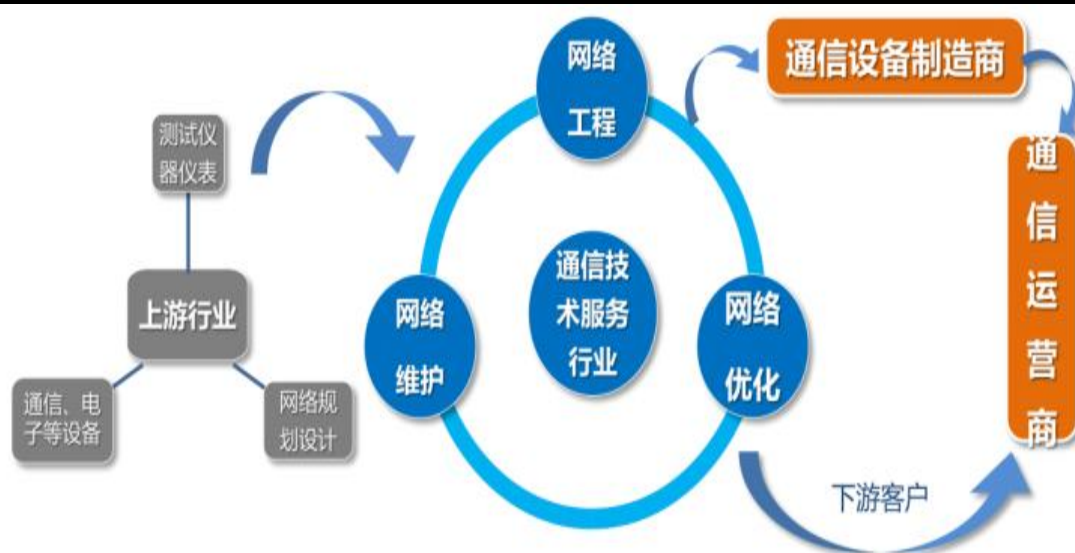 测试仪
器仪表
上游行业
通信、电
子等设备
网络规
划设计
网络
工程
网络
维护
通信技
术服务
行业
网络
优化
通信设备制造商
通
信
运
营
商
下游客户